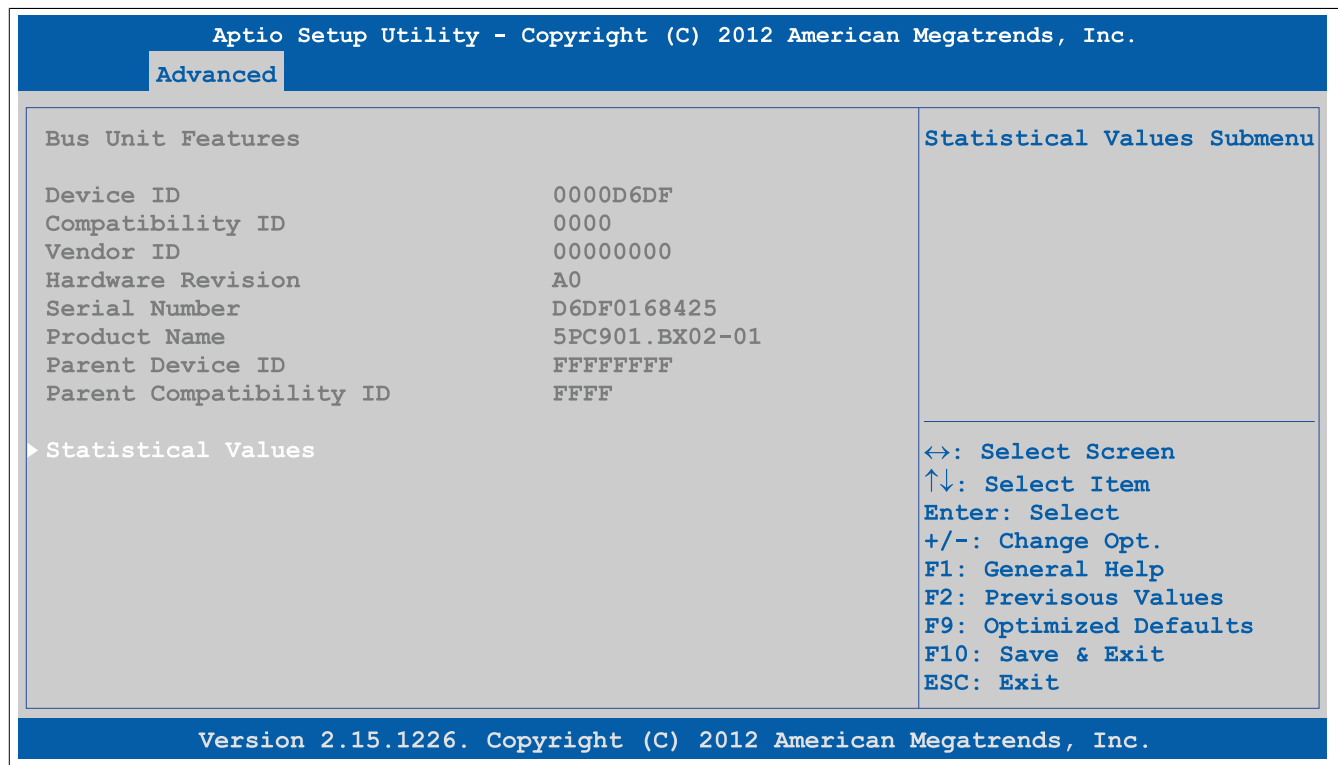 Aptio Setup Utility - Copyright (C) 2012 American Megatrends, Inc.
Advanced
Bus Unit Features
Device ID 0000D6DF
Compatibility ID 0000
Vendor ID 00000000
Hardware Revision A0
Serial Number D6DF0168425
Product Name 5PC901.BX02-01
Parent Device ID FFFFFFFF
Parent Compatibility ID FFFF
Statistical Values
Statistical Values Submenu
↔: Select Screen
↑↓: Select Item
Enter: Select
+/-: Change Opt.
F1: General Help
F2: Previsous Values
F9: Optimized Defaults
F10: Save & Exit
ESC: Exit
Version 2.15.1226. Copyright (C) 2012 American Megatrends, Inc.